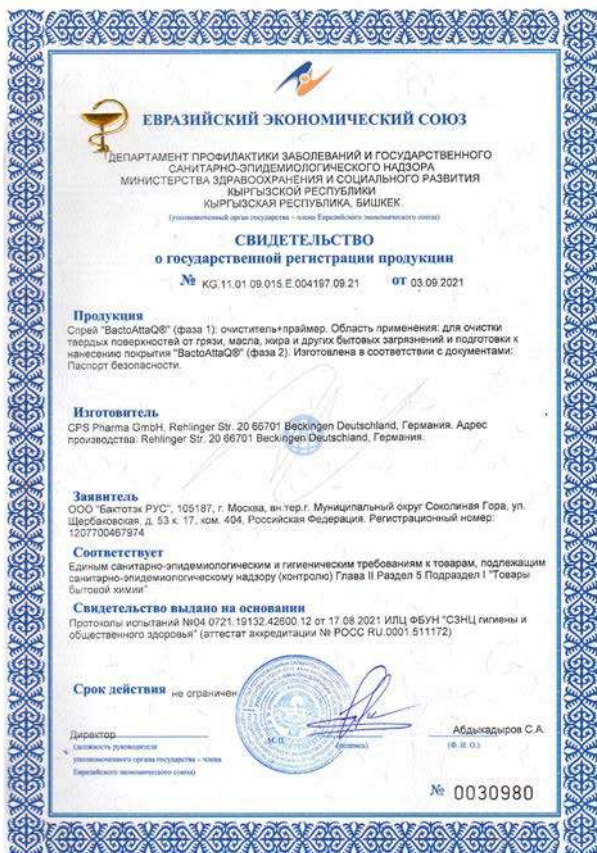 ЕВРАЗИЙСКИЙ ЭКОНОМИЧЕСКИЙ СОЮЗ
ДЕПАРТАМЕНТ ПРОФИЛАКТИКИ ЗАБОЛЕВАНИЙ И ГОСУДАРСТВЕННОГО
САНИТАРНО-ЭПИДЕМИОЛОГИЧЕСКОГО НАДЗОРА
МИНИСТЕРСТВА ЗДРАВООХРАНЕНИЯ И СОЦИАЛЬНОГО РАЗВИТИЯ
КЫРГЫЗСКОЙ РЕСПУБЛИКИ
КЫРГЫЗСКАЯ РЕСПУБЛИКА, БИШКЕК
(уполномоченный орган государства – члена Евразийского экономического союза)
СВИДЕТЕЛЬСТВО
о государственной регистрации продукции
№ KG.11.01.09.015.E.004197.09.21 от 03.09.2021
Продукция
Спрей "BactoAttaQ®" (фаза 1): очиститель+праймер. Область применения: для очистки
твердых поверхностей от грязи, масла, жира и других бытовых загрязнений и подготовки к
нанесению покрытия "BactoAttaQ®" (фаза 2). Изготовлена в соответствии с документами:
Паспорт безопасности.
Изготовитель
CPS Pharma GmbH, Rehlinger Str. 20 66701 Beckingen Deutschland, Германия. Адрес
производства: Rehlinger Str. 20 66701 Beckingen Deutschland, Германия.
Заявитель
ООО "Бактотэк РУС", 105187, г. Москва, вн.тер.г. Муниципальный округ Соколиная Гора, ул.
Щербаковская, д. 53 к. 17, ком. 404, Российская Федерация. Регистрационный номер:
1207700467974
Соответствует
Единым санитарно-эпидемиологическим и гигиеническим требованиям к товарам, подлежащим
санитарно-эпидемиологическому надзору (контролю) Глава II Раздел 5 Подраздел I "Товары
бытовой химии"
Свидетельство выдано на основании
Протоколы испытаний №04 0721.19132.42600.12 от 17.08.2021 ИЛЦ ФБУН "СЗНЦ гигиены и
общественного здоровья" (аттестат аккредитации № РОСС RU.0001.511172)
Срок действия не ограничен
Директор Абдыкадыров С.А.
(должность руководителя М.П. (подпись) (Ф. И. О.)
уполномоченного органа государства – члена
Евразийского экономического союза)
№ 0030980